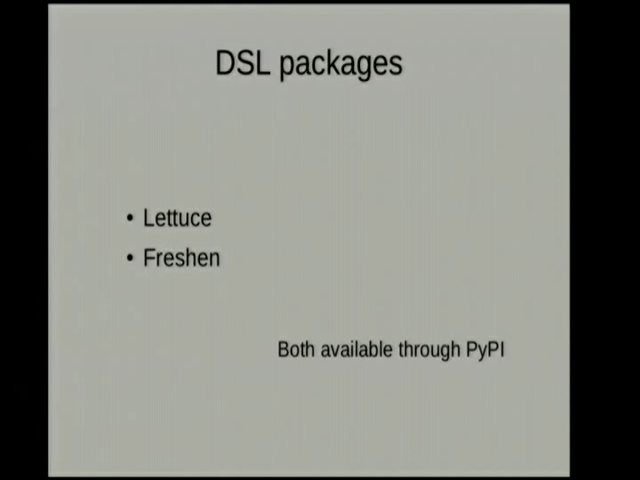 DSL packages
• Lettuce
• Freshen
Both available through PyPI